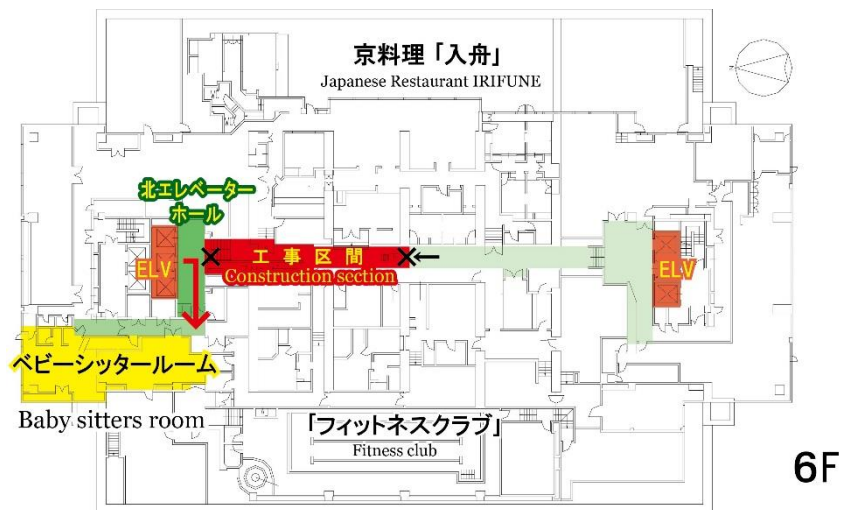 京料理「入舟」
Japanese Restaurant IRIFUNE
北エレベーター
ホール
ELV
工事区間
Construction section
ELV
ベビーシッタールーム
Baby sitters room
「フィットネスクラブ」
Fitness club
6F